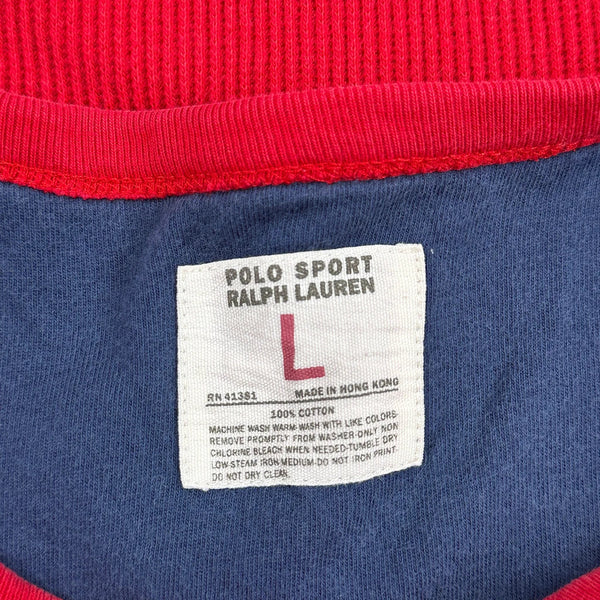 POLO SPORT
RALPH LAUREN
L
RN 41381 MADE IN HONG KONG
100% COTTON
MACHINE WASH WARM-WASH WITH LIKE COLORS-
REMOVE PROMPTLY FROM WASHER-ONLY NON
CHLORINE BLEACH WHEN NEEDED-TUMBLE DRY
LOW-STEAM IRON MEDIUM-DO NOT IRON PRINT-
DO NOT DRY CLEAN.